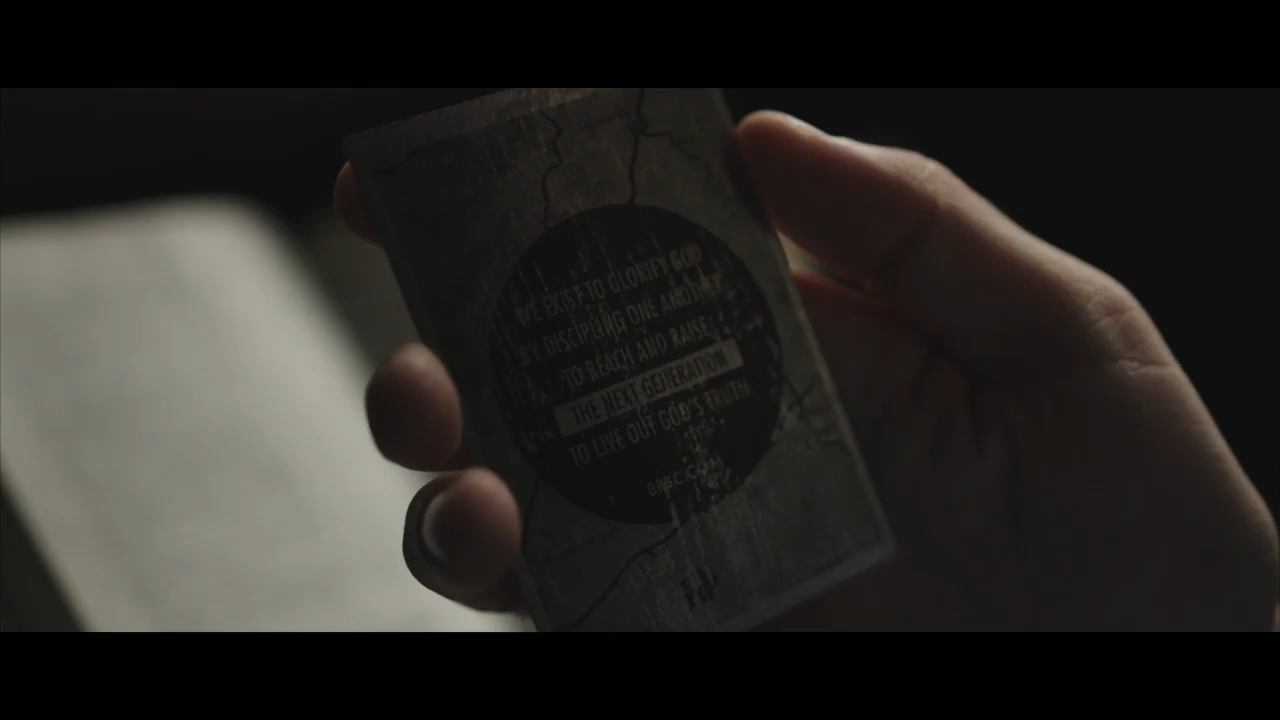 WE EXIST TO GLORIFY GOD
BY DISCIPLING ONE ANOTHER
TO REACH AND RAISE
THE NEXT GENERATION
TO LIVE OUT GOD'S TRUTH
BRBC.COM